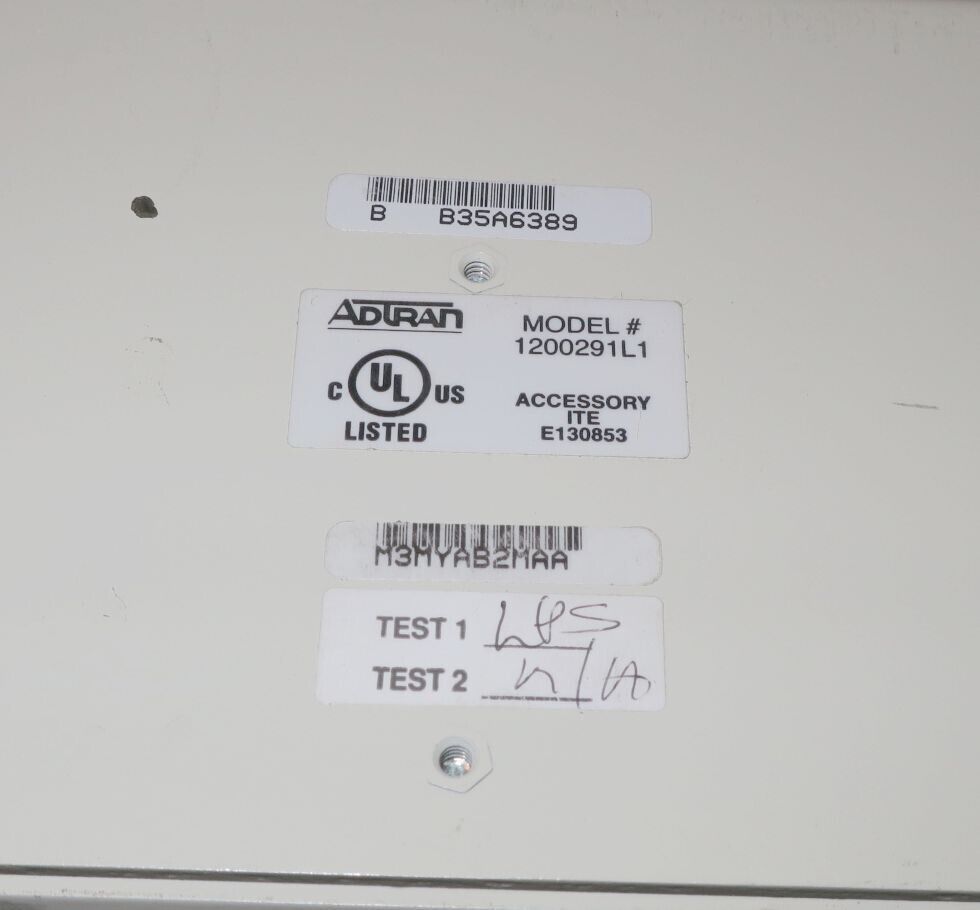 B B35A6389
ADTRAN
MODEL #
1200291L1
C UL US
LISTED
ACCESSORY
ITE
E130853
M3MYAB2MAA
TEST 1
TEST 2 n/A